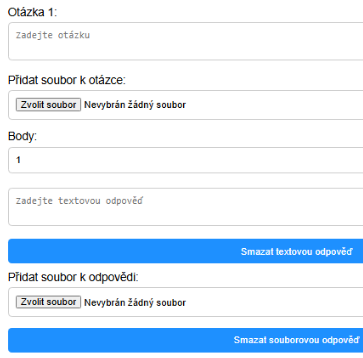 Otázka 1:
Zadejte otázku
Přidat soubor k otázce:
Zvolit soubor Nevybrán žádný soubor
Body:
1
Zadejte textovou odpověď
Smazat textovou odpověď
Přidat soubor k odpovědi:
Zvolit soubor Nevybrán žádný soubor
Smazat souborovou odpověď